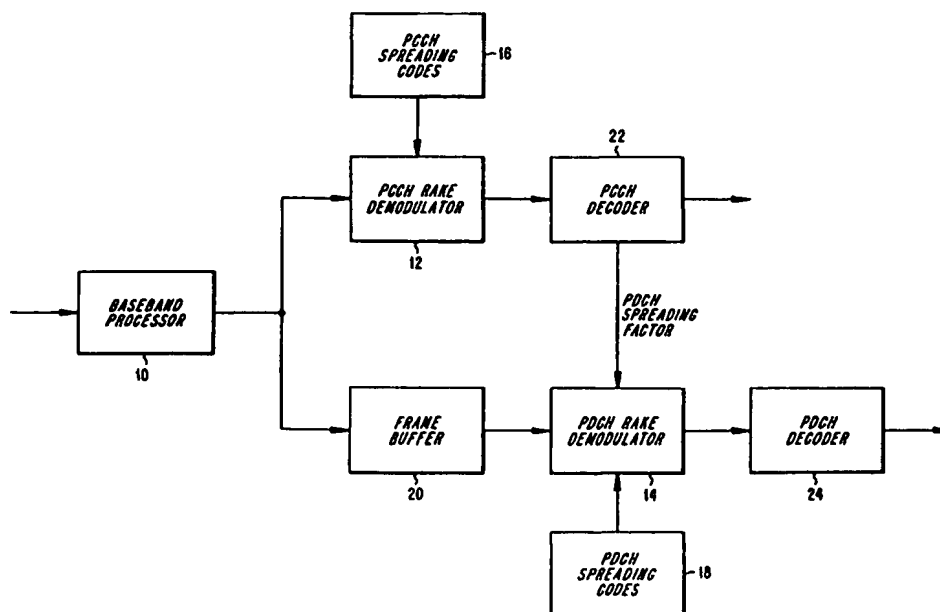 PCCH
SPREADING
CODES
16
22
PCCH RAKE
DEMODULATOR
12
PCCH
DECODER
BASEBAND
PROCESSOR
10
PDCH
SPREADING
FACTOR
FRAME
BUFFER
20
PDCH RAKE
DEMODULATOR
14
PDCH
DECODER
24
PDCH
SPREADING CODES
18